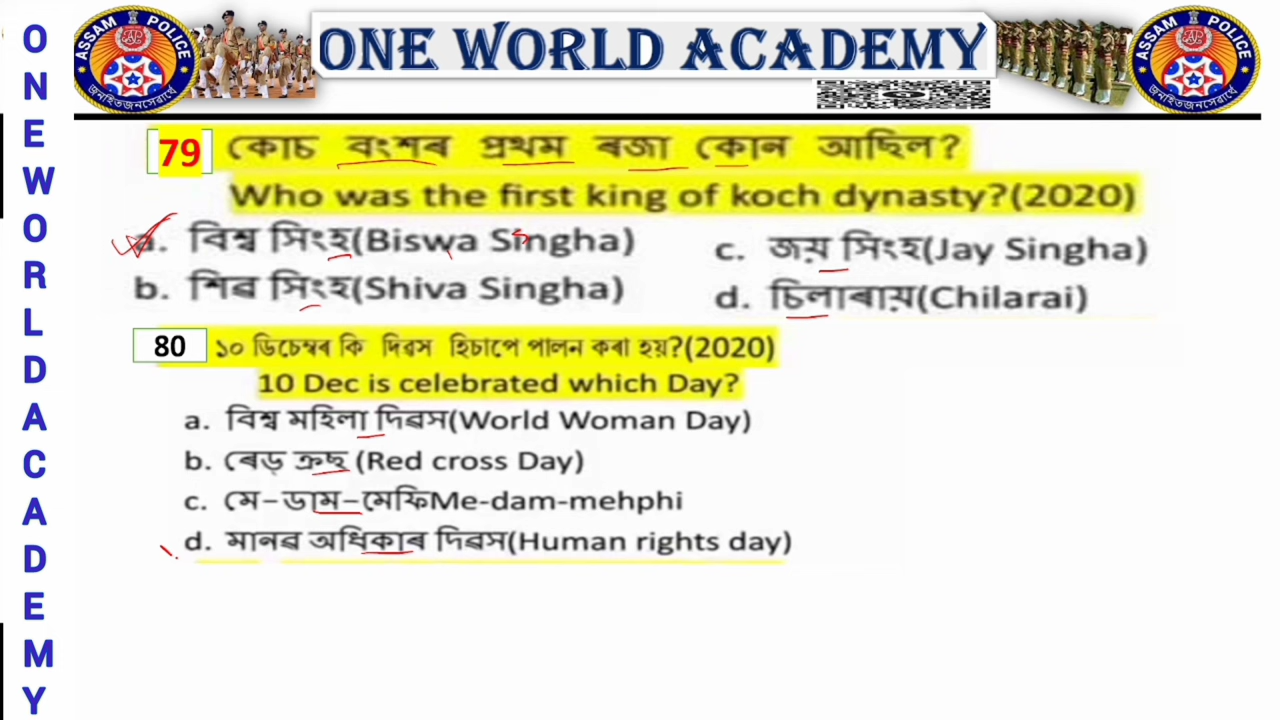 ONE WORLD ACADEMY
ONE WORLD ACADEMY
ASSAM POLICE
ASSAM POLICE
79 কোচ বংশৰ প্ৰথম ৰজা কোন আছিল?
Who was the first king of koch dynasty?(2020)
a. বিশ্ব সিংহ(Biswa Singha)
c. জয় সিংহ(Jay Singha)
b. শিৱ সিংহ(Shiva Singha)
d. চিলাৰায়(Chilarai)
80 ১০ ডিচেম্বৰ কি দিৱস হিচাপে পালন কৰা হয়?(2020)
10 Dec is celebrated which Day?
a. বিশ্ব মহিলা দিৱস(World Woman Day)
b. ৰেড় ক্ৰছ (Red cross Day)
c. মে-ডাম-মেফিMe-dam-mehphi
d. মানৱ অধিকাৰ দিৱস(Human rights day)